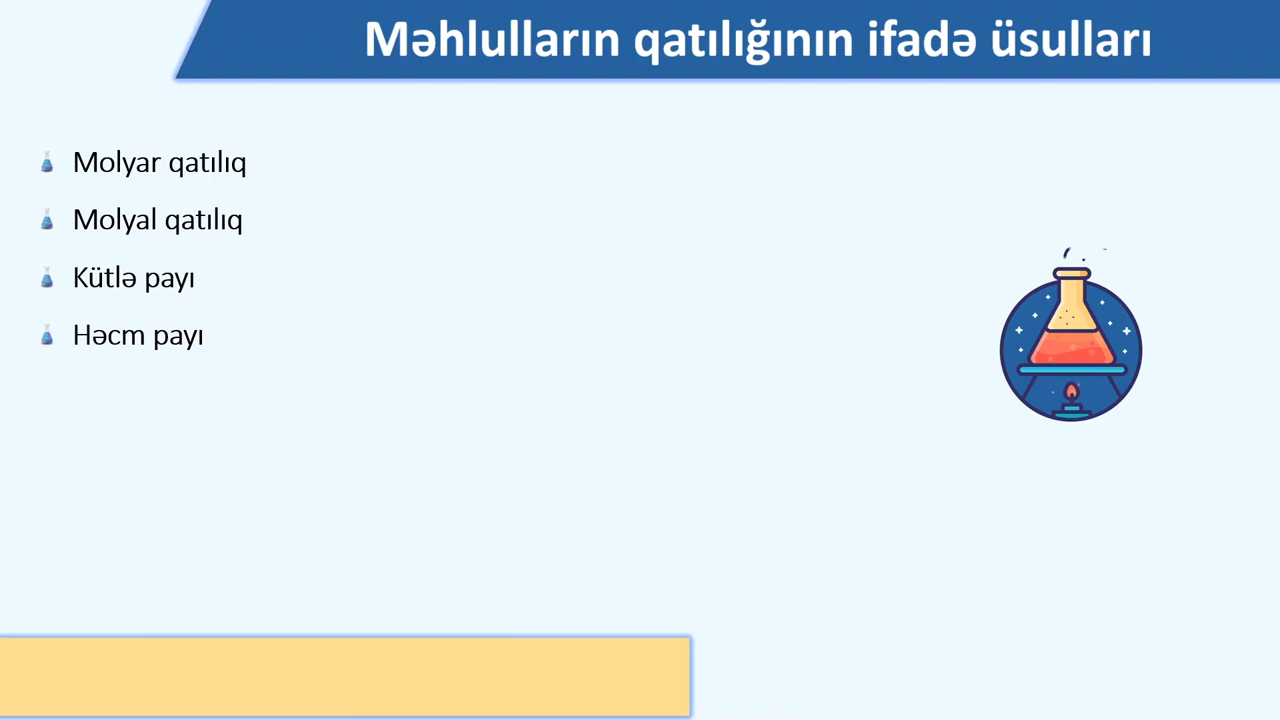 Məhlulların qatılığının ifadə üsulları
Molyar qatılıq
Molyal qatılıq
Kütlə payı
Həcm payı